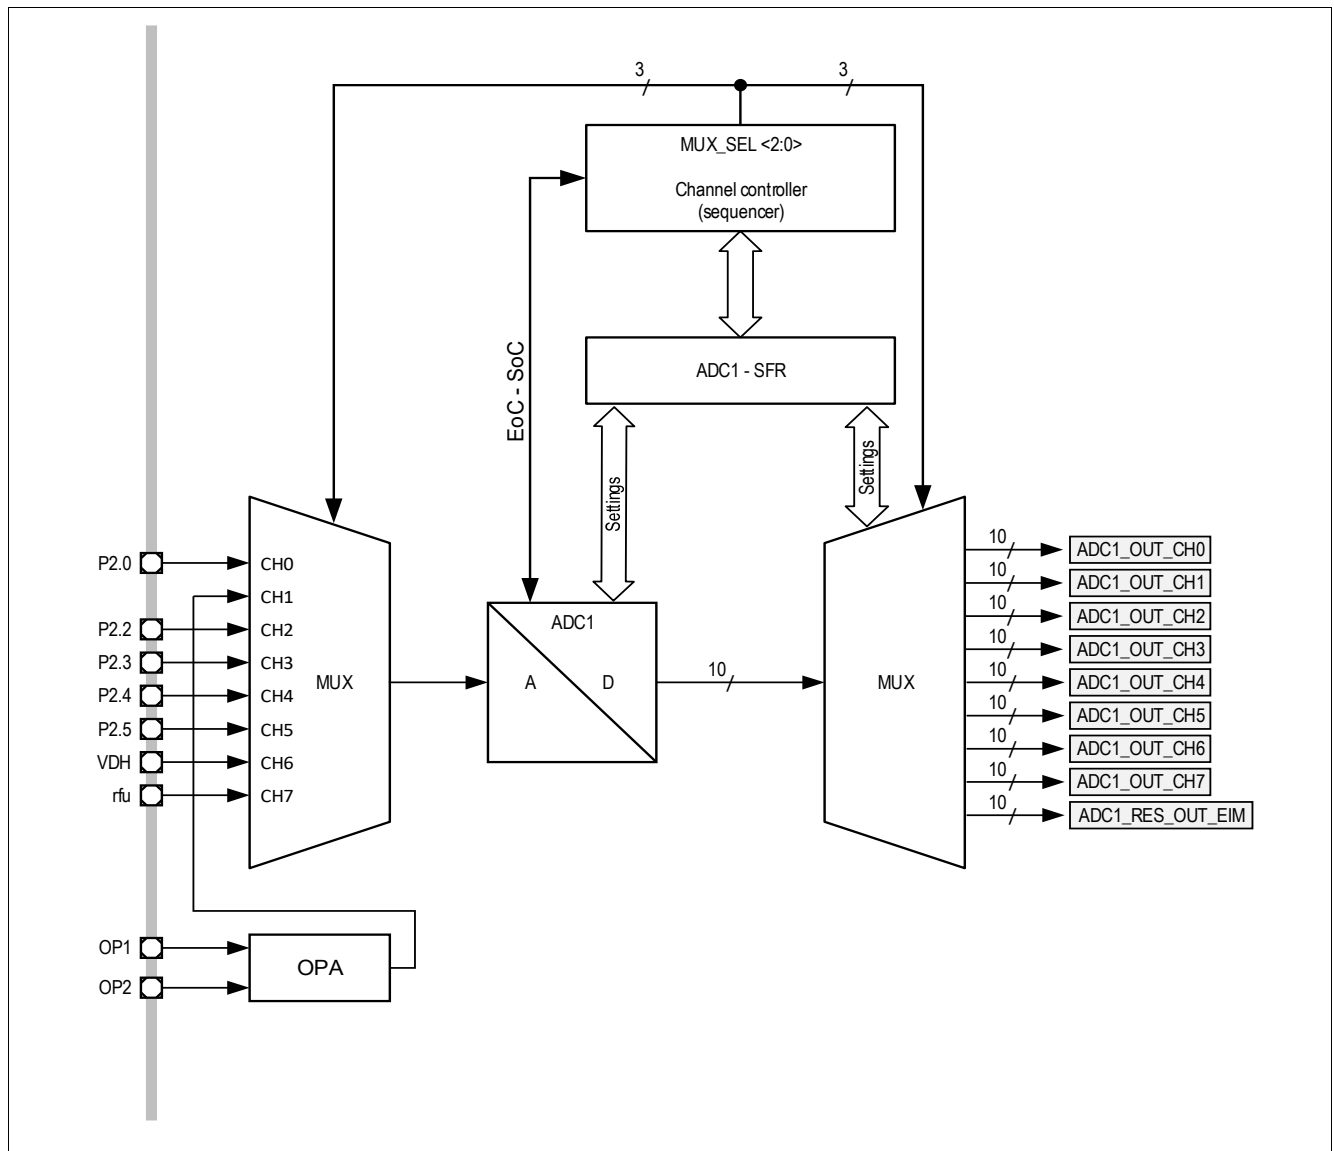 3
3
MUX_SEL <2:0>
Channel controller
(sequencer)
EoC - SoC
ADC1 - SFR
Settings
Settings
P2.0
P2.2
P2.3
P2.4
P2.5
VDH
rfu
CH0
CH1
CH2
CH3
CH4
CH5
CH6
CH7
MUX
ADC1
A
D
10
MUX
10
ADC1_OUT_CH0
10
ADC1_OUT_CH1
10
ADC1_OUT_CH2
10
ADC1_OUT_CH3
10
ADC1_OUT_CH4
10
ADC1_OUT_CH5
10
ADC1_OUT_CH6
10
ADC1_OUT_CH7
10
ADC1_RES_OUT_EIM
OP1
OP2
OPA